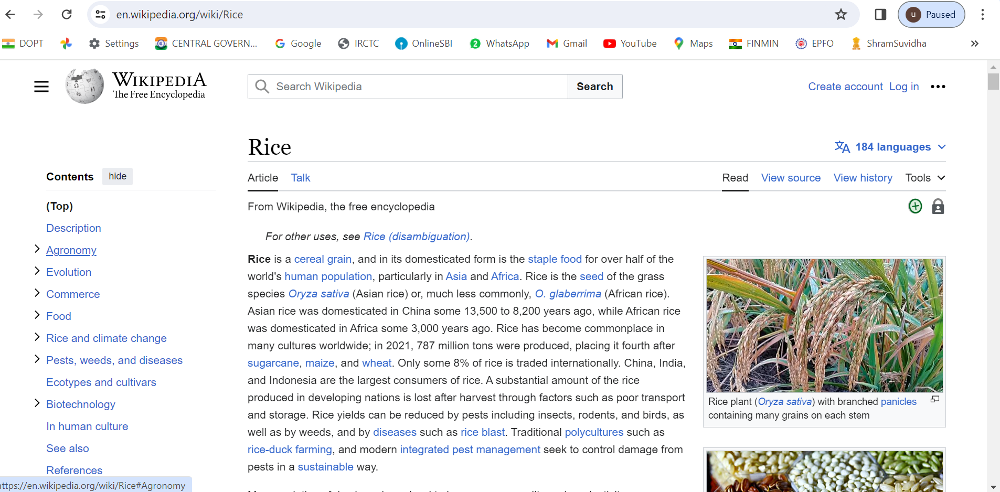 en.wikipedia.org/wiki/Rice
u Paused
DOPT Settings CENTRAL GOVERN... Google IRCTC OnlineSBI 2 WhatsApp Gmail YouTube Maps FINMIN EPFO ShramSuvidha »
WIKIPEDIA
The Free Encyclopedia
Search Wikipedia Search
Create account Log in
Rice
184 languages
Contents hide
(Top)
Description
Agronomy
Evolution
Commerce
Food
Rice and climate change
Pests, weeds, and diseases
Ecotypes and cultivars
Biotechnology
In human culture
See also
References
Article Talk Read View source View history Tools
From Wikipedia, the free encyclopedia
For other uses, see Rice (disambiguation).
Rice is a cereal grain, and in its domesticated form is the staple food for over half of the
world's human population, particularly in Asia and Africa. Rice is the seed of the grass
species Oryza sativa (Asian rice) or, much less commonly, O. glaberrima (African rice).
Asian rice was domesticated in China some 13,500 to 8,200 years ago, while African rice
was domesticated in Africa some 3,000 years ago. Rice has become commonplace in
many cultures worldwide; in 2021, 787 million tons were produced, placing it fourth after
sugarcane, maize, and wheat. Only some 8% of rice is traded internationally. China, India,
and Indonesia are the largest consumers of rice. A substantial amount of the rice
produced in developing nations is lost after harvest through factors such as poor transport
and storage. Rice yields can be reduced by pests including insects, rodents, and birds, as
well as by weeds, and by diseases such as rice blast. Traditional polycultures such as
rice-duck farming, and modern integrated pest management seek to control damage from
pests in a sustainable way.
Rice plant (Oryza sativa) with branched panicles
containing many grains on each stem
https://en.wikipedia.org/wiki/Rice#Agronomy